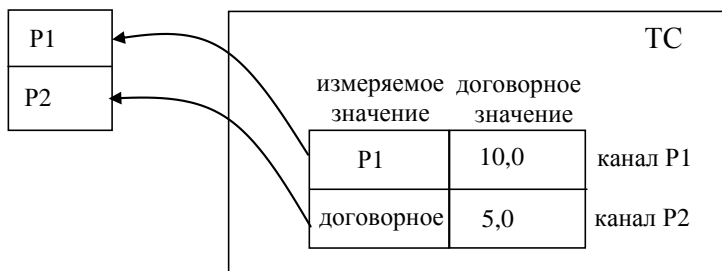 P1
P2
ТС
измеряемое значение
договорное значение
P1
10,0
канал P1
договорное
5,0
канал P2